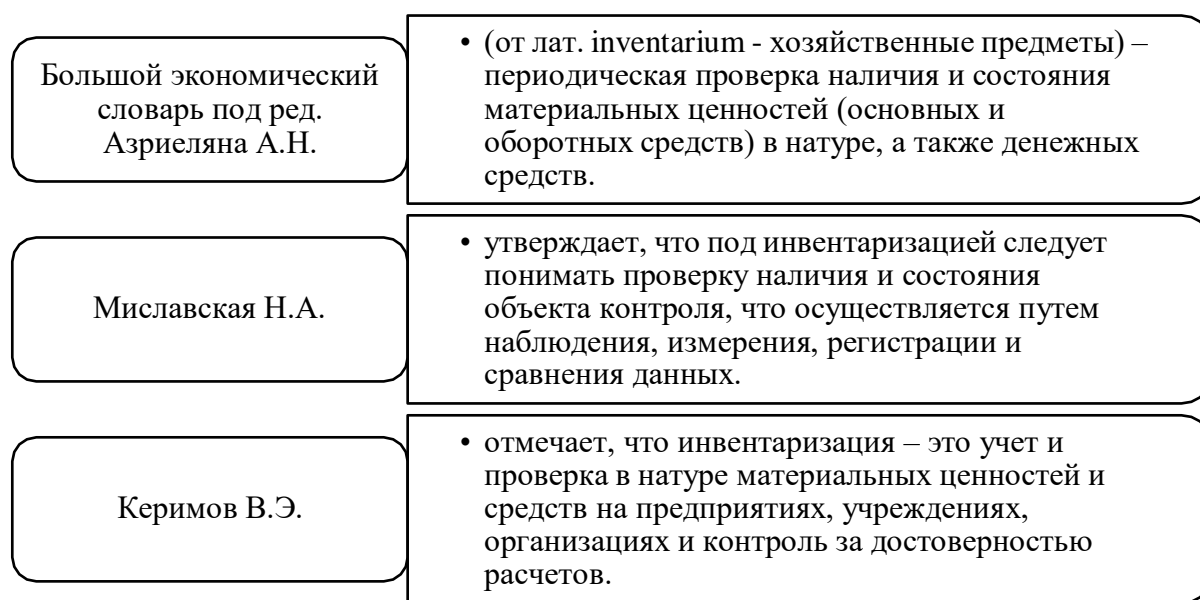 Большой экономический
словарь под ред.
Азриеляна А.Н.
• (от лат. inventarium - хозяйственные предметы) –
периодическая проверка наличия и состояния
материальных ценностей (основных и
оборотных средств) в натуре, а также денежных
средств.
Миславская Н.А.
• утверждает, что под инвентаризацией следует
понимать проверку наличия и состояния
объекта контроля, что осуществляется путем
наблюдения, измерения, регистрации и
сравнения данных.
Керимов В.Э.
• отмечает, что инвентаризация – это учет и
проверка в натуре материальных ценностей и
средств на предприятиях, учреждениях,
организациях и контроль за достоверностью
расчетов.